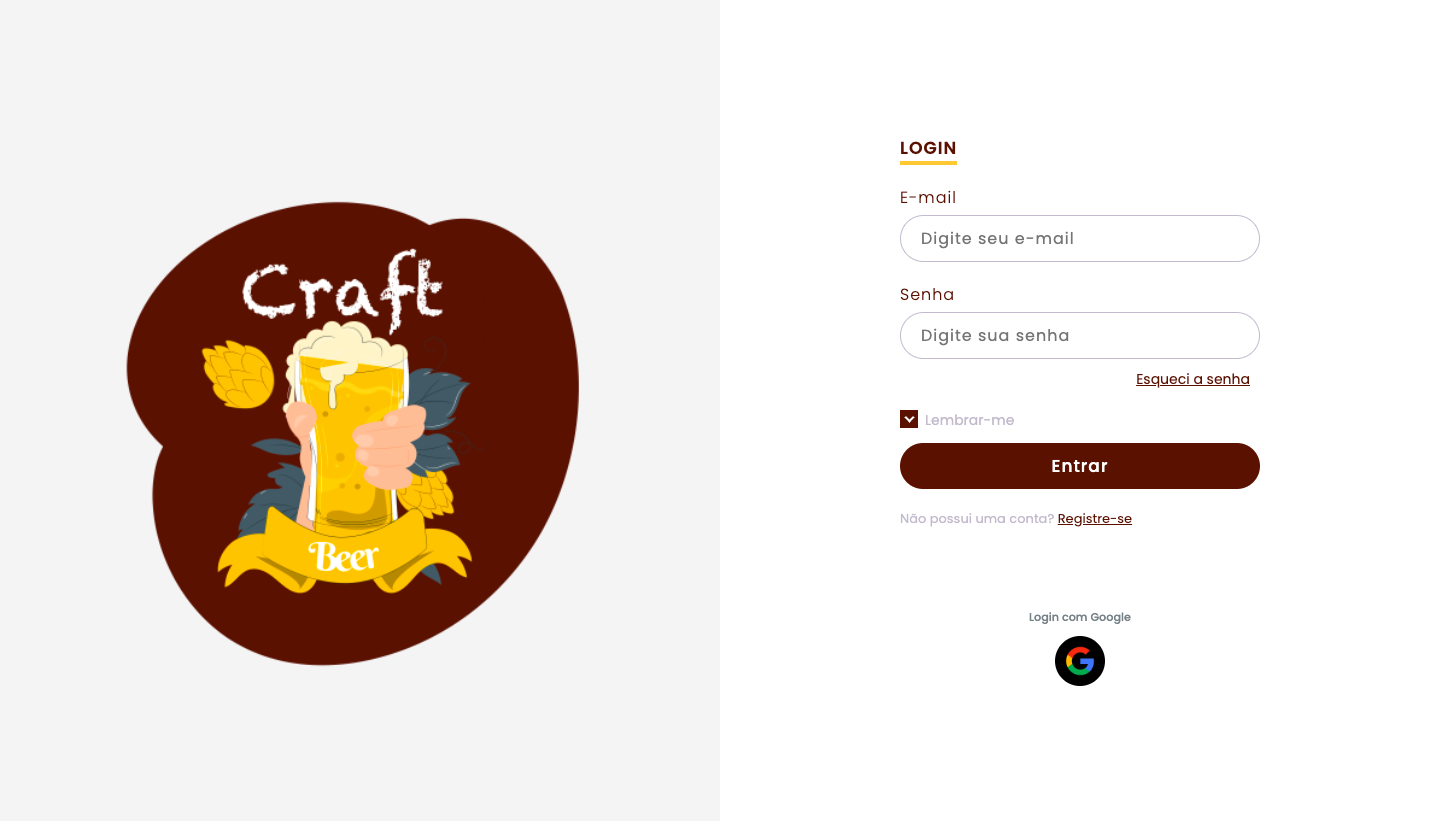 Craft
Beer
LOGIN
E-mail
Digite seu e-mail
Senha
Digite sua senha
Esqueci a senha
Lembrar-me
Entrar
Não possui uma conta? Registre-se
Login com Google